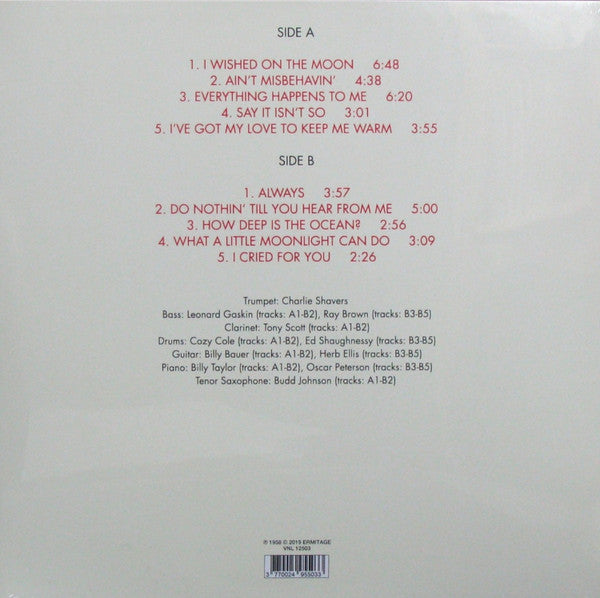 SIDE A
1. I WISHED ON THE MOON 6:48
2. AIN'T MISBEHAVIN' 4:38
3. EVERYTHING HAPPENS TO ME 6:20
4. SAY IT ISN'T SO 3:01
5. I'VE GOT MY LOVE TO KEEP ME WARM 3:55
SIDE B
1. ALWAYS 3:57
2. DO NOTHIN' TILL YOU HEAR FROM ME 5:00
3. HOW DEEP IS THE OCEAN? 2:56
4. WHAT A LITTLE MOONLIGHT CAN DO 3:09
5. I CRIED FOR YOU 2:26
Trumpet: Charlie Shavers
Bass: Leonard Gaskin (tracks: A1-B2), Ray Brown (tracks: B3-B5)
Clarinet: Tony Scott (tracks: A1-B2)
Drums: Cozy Cole (tracks: A1-B2), Ed Shaughnessy (tracks: B3-B5)
Guitar: Billy Bauer (tracks: A1-B2), Herb Ellis (tracks: B3-B5)
Piano: Billy Taylor (tracks: A1-B2), Oscar Peterson (tracks: B3-B5)
Tenor Saxophone: Budd Johnson (tracks: A1-B2)
℗ 1958 © 2015 ERMITAGE
VNL 12503
3 770024 955033